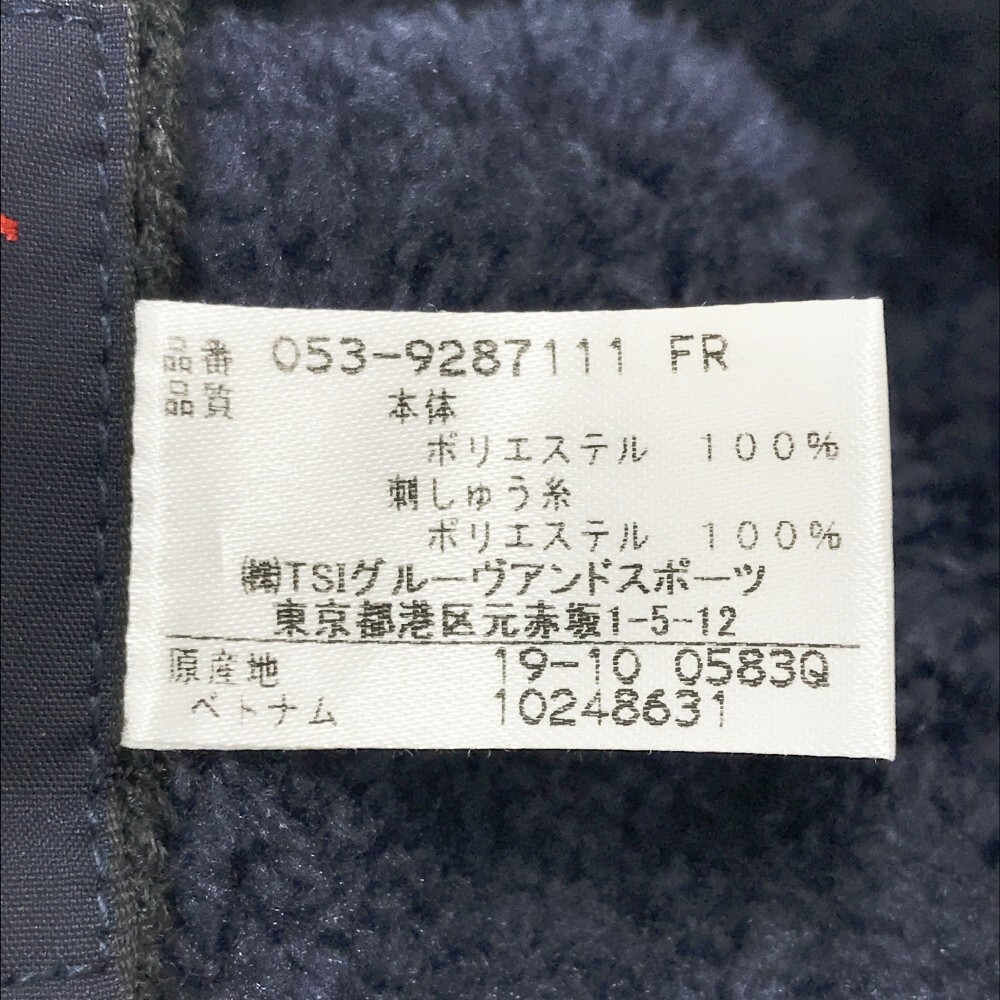 品番 053-9287111 FR
品質
本体
ポリエステル 100%
刺しゅう糸
ポリエステル 100%
㈱TSIグルーヴアンドスポーツ
東京都港区元赤坂1-5-12
原産地 19-10 0583Q
ベトナム 10248631